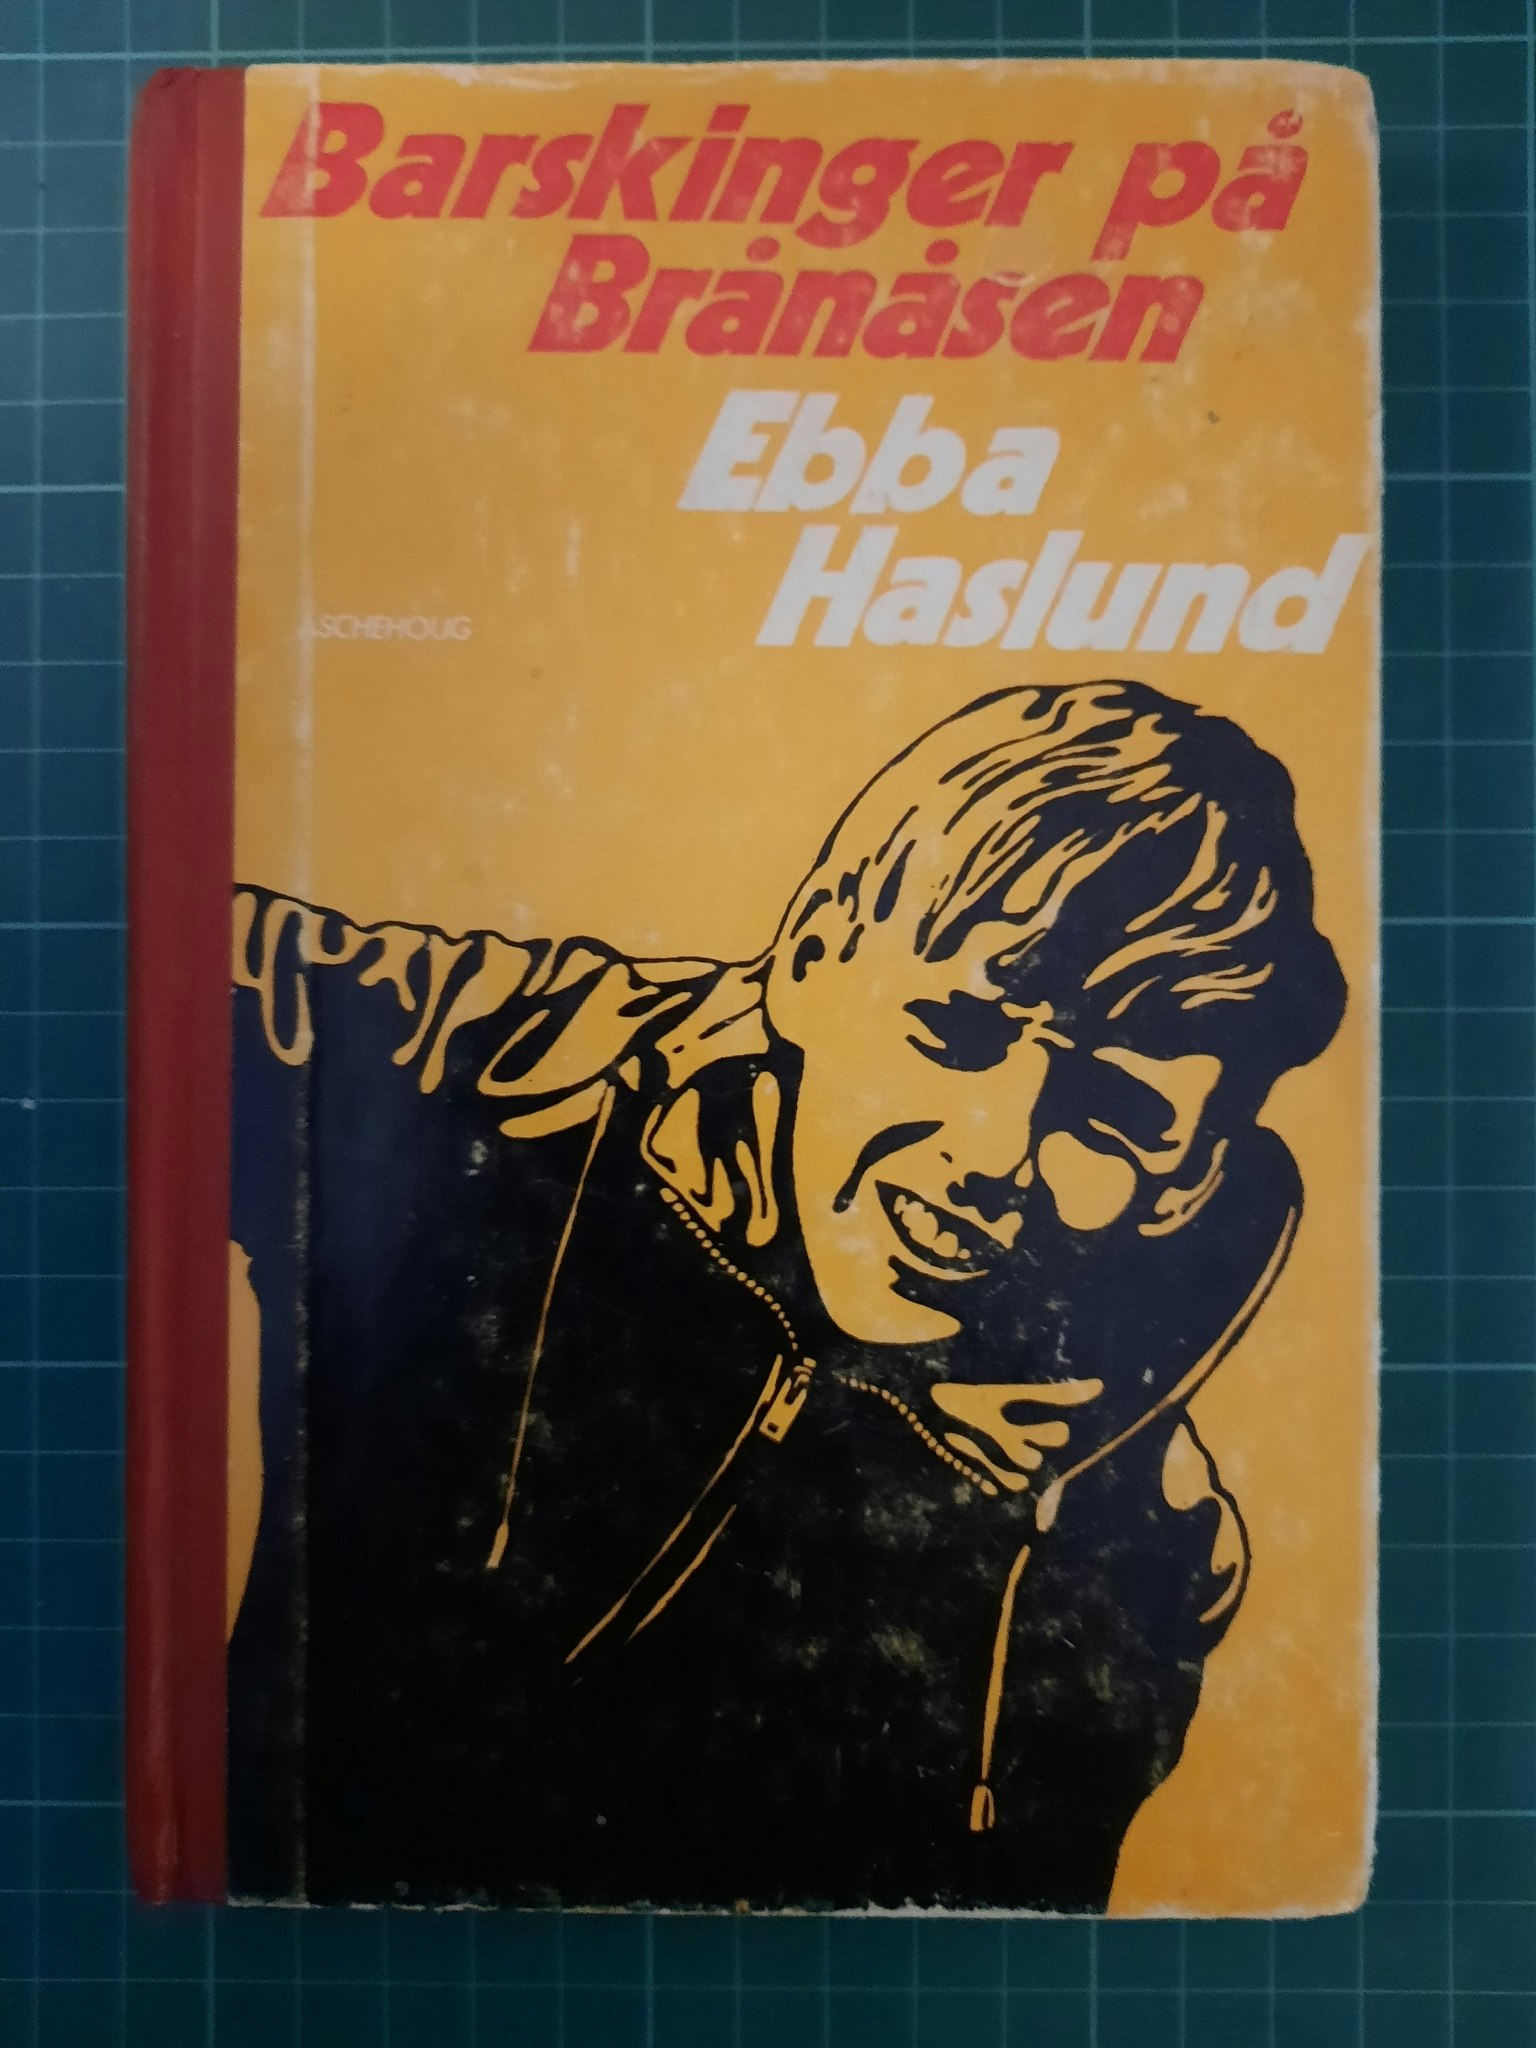 Barskinger på
Brånåsen
Ebba
Haslund
ASCHEHOUG